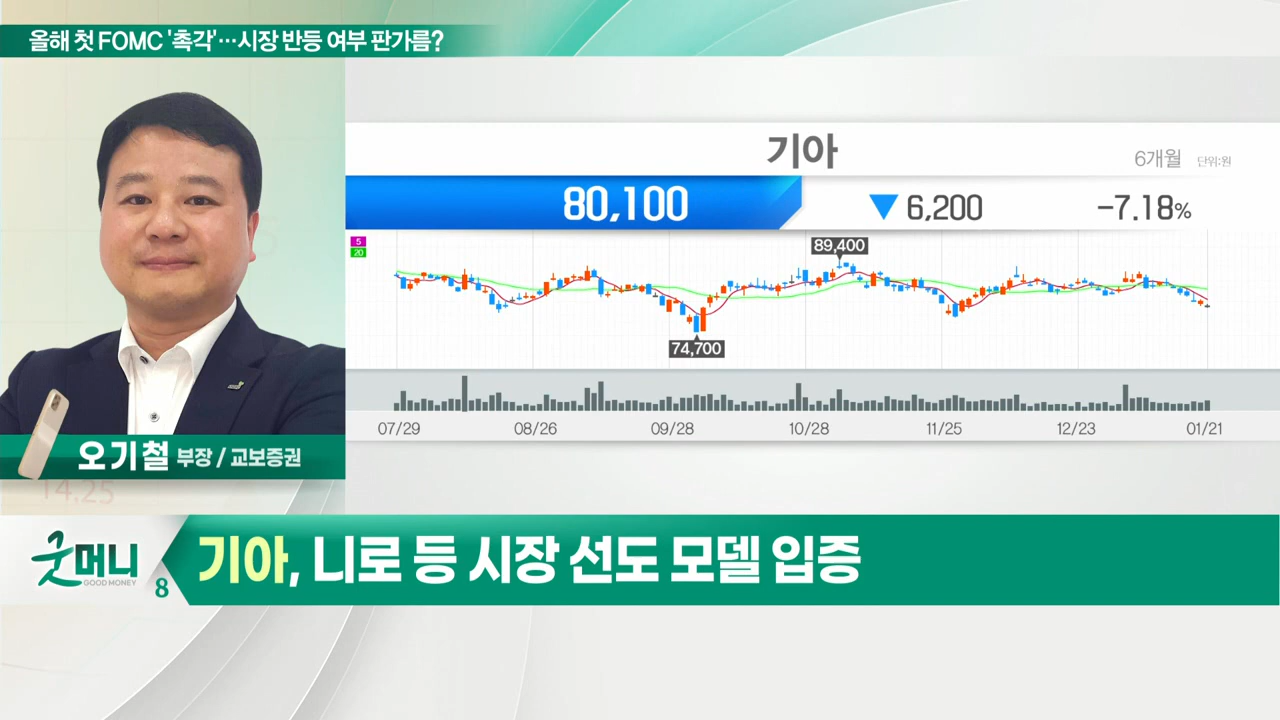 올해 첫 FOMC '촉각'…시장 반등 여부 판가름?
기아
6개월 단위:원
80,100 ▼ 6,200 -7.18%
5
20
89,400
74,700
07/29 08/26 09/28 10/28 11/25 12/23 01/21
오기철 부장 / 교보증권
14.25
굿머니
GOOD MONEY
8
기아, 니로 등 시장 선도 모델 입증